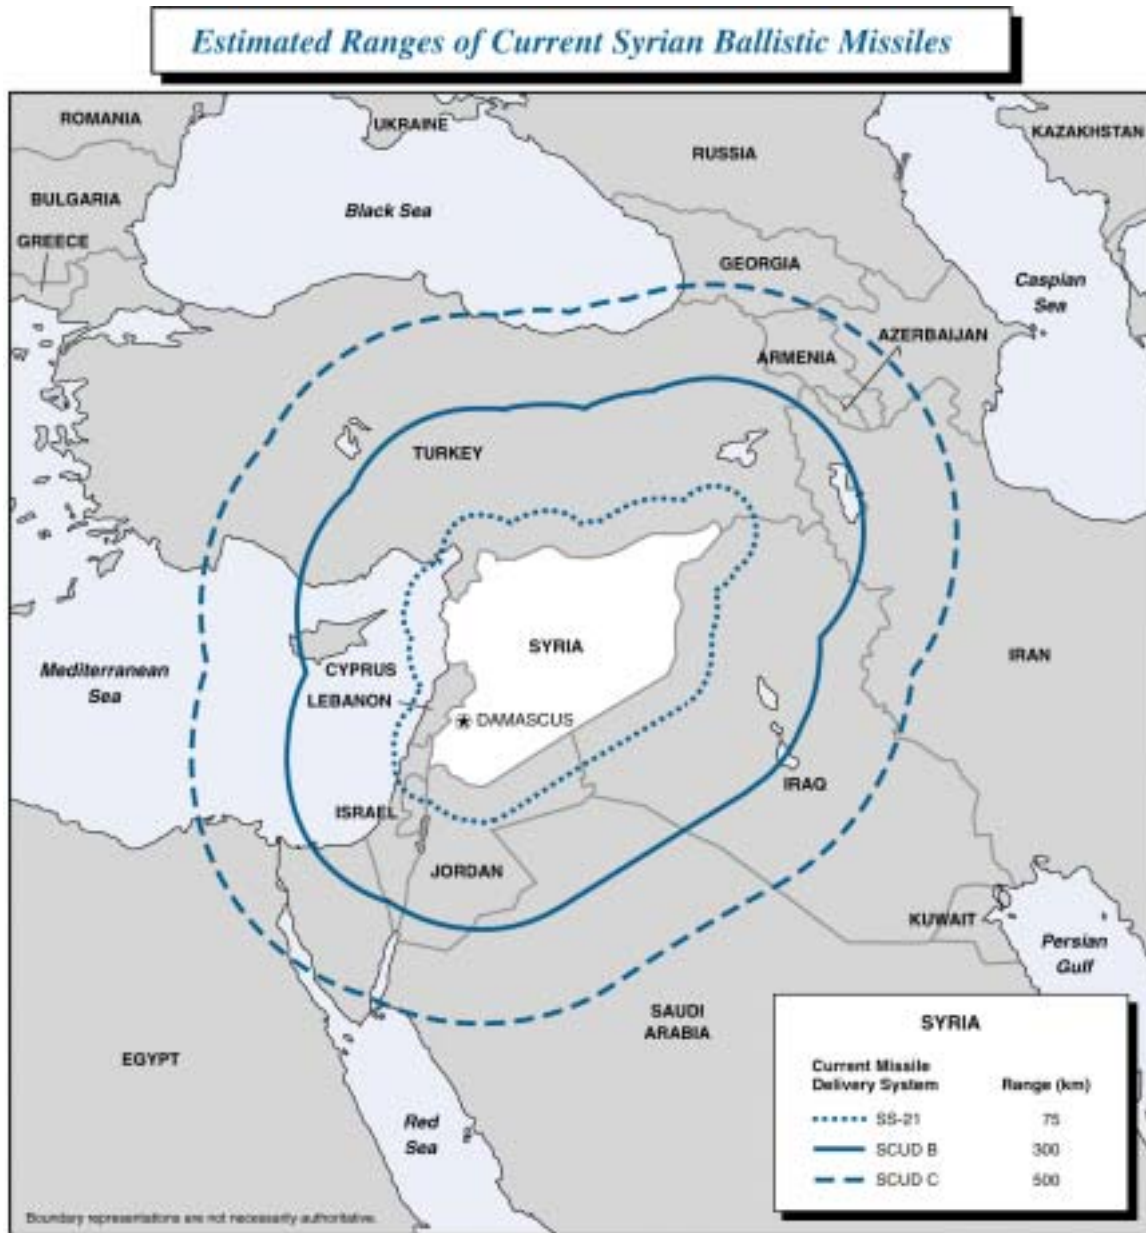 Estimated Ranges of Current Syrian Ballistic Missiles
ROMANIA
UKRAINE
KAZAKHSTAN
RUSSIA
BULGARIA
Black Sea
GREECE
GEORGIA
Caspian
Sea
AZERBAIJAN
ARMENIA
TURKEY
SYRIA
IRAN
Mediterranean
Sea
CYPRUS
LEBANON
DAMASCUS
IRAQ
ISRAEL
JORDAN
KUWAIT
Persian
Gulf
SAUDI
ARABIA
EGYPT
Red
Sea
SYRIA
Current Missile
Delivery System Range (km)
SS-21 75
SCUD B 300
SCUD C 500
Boundary representations are not necessarily authoritative.